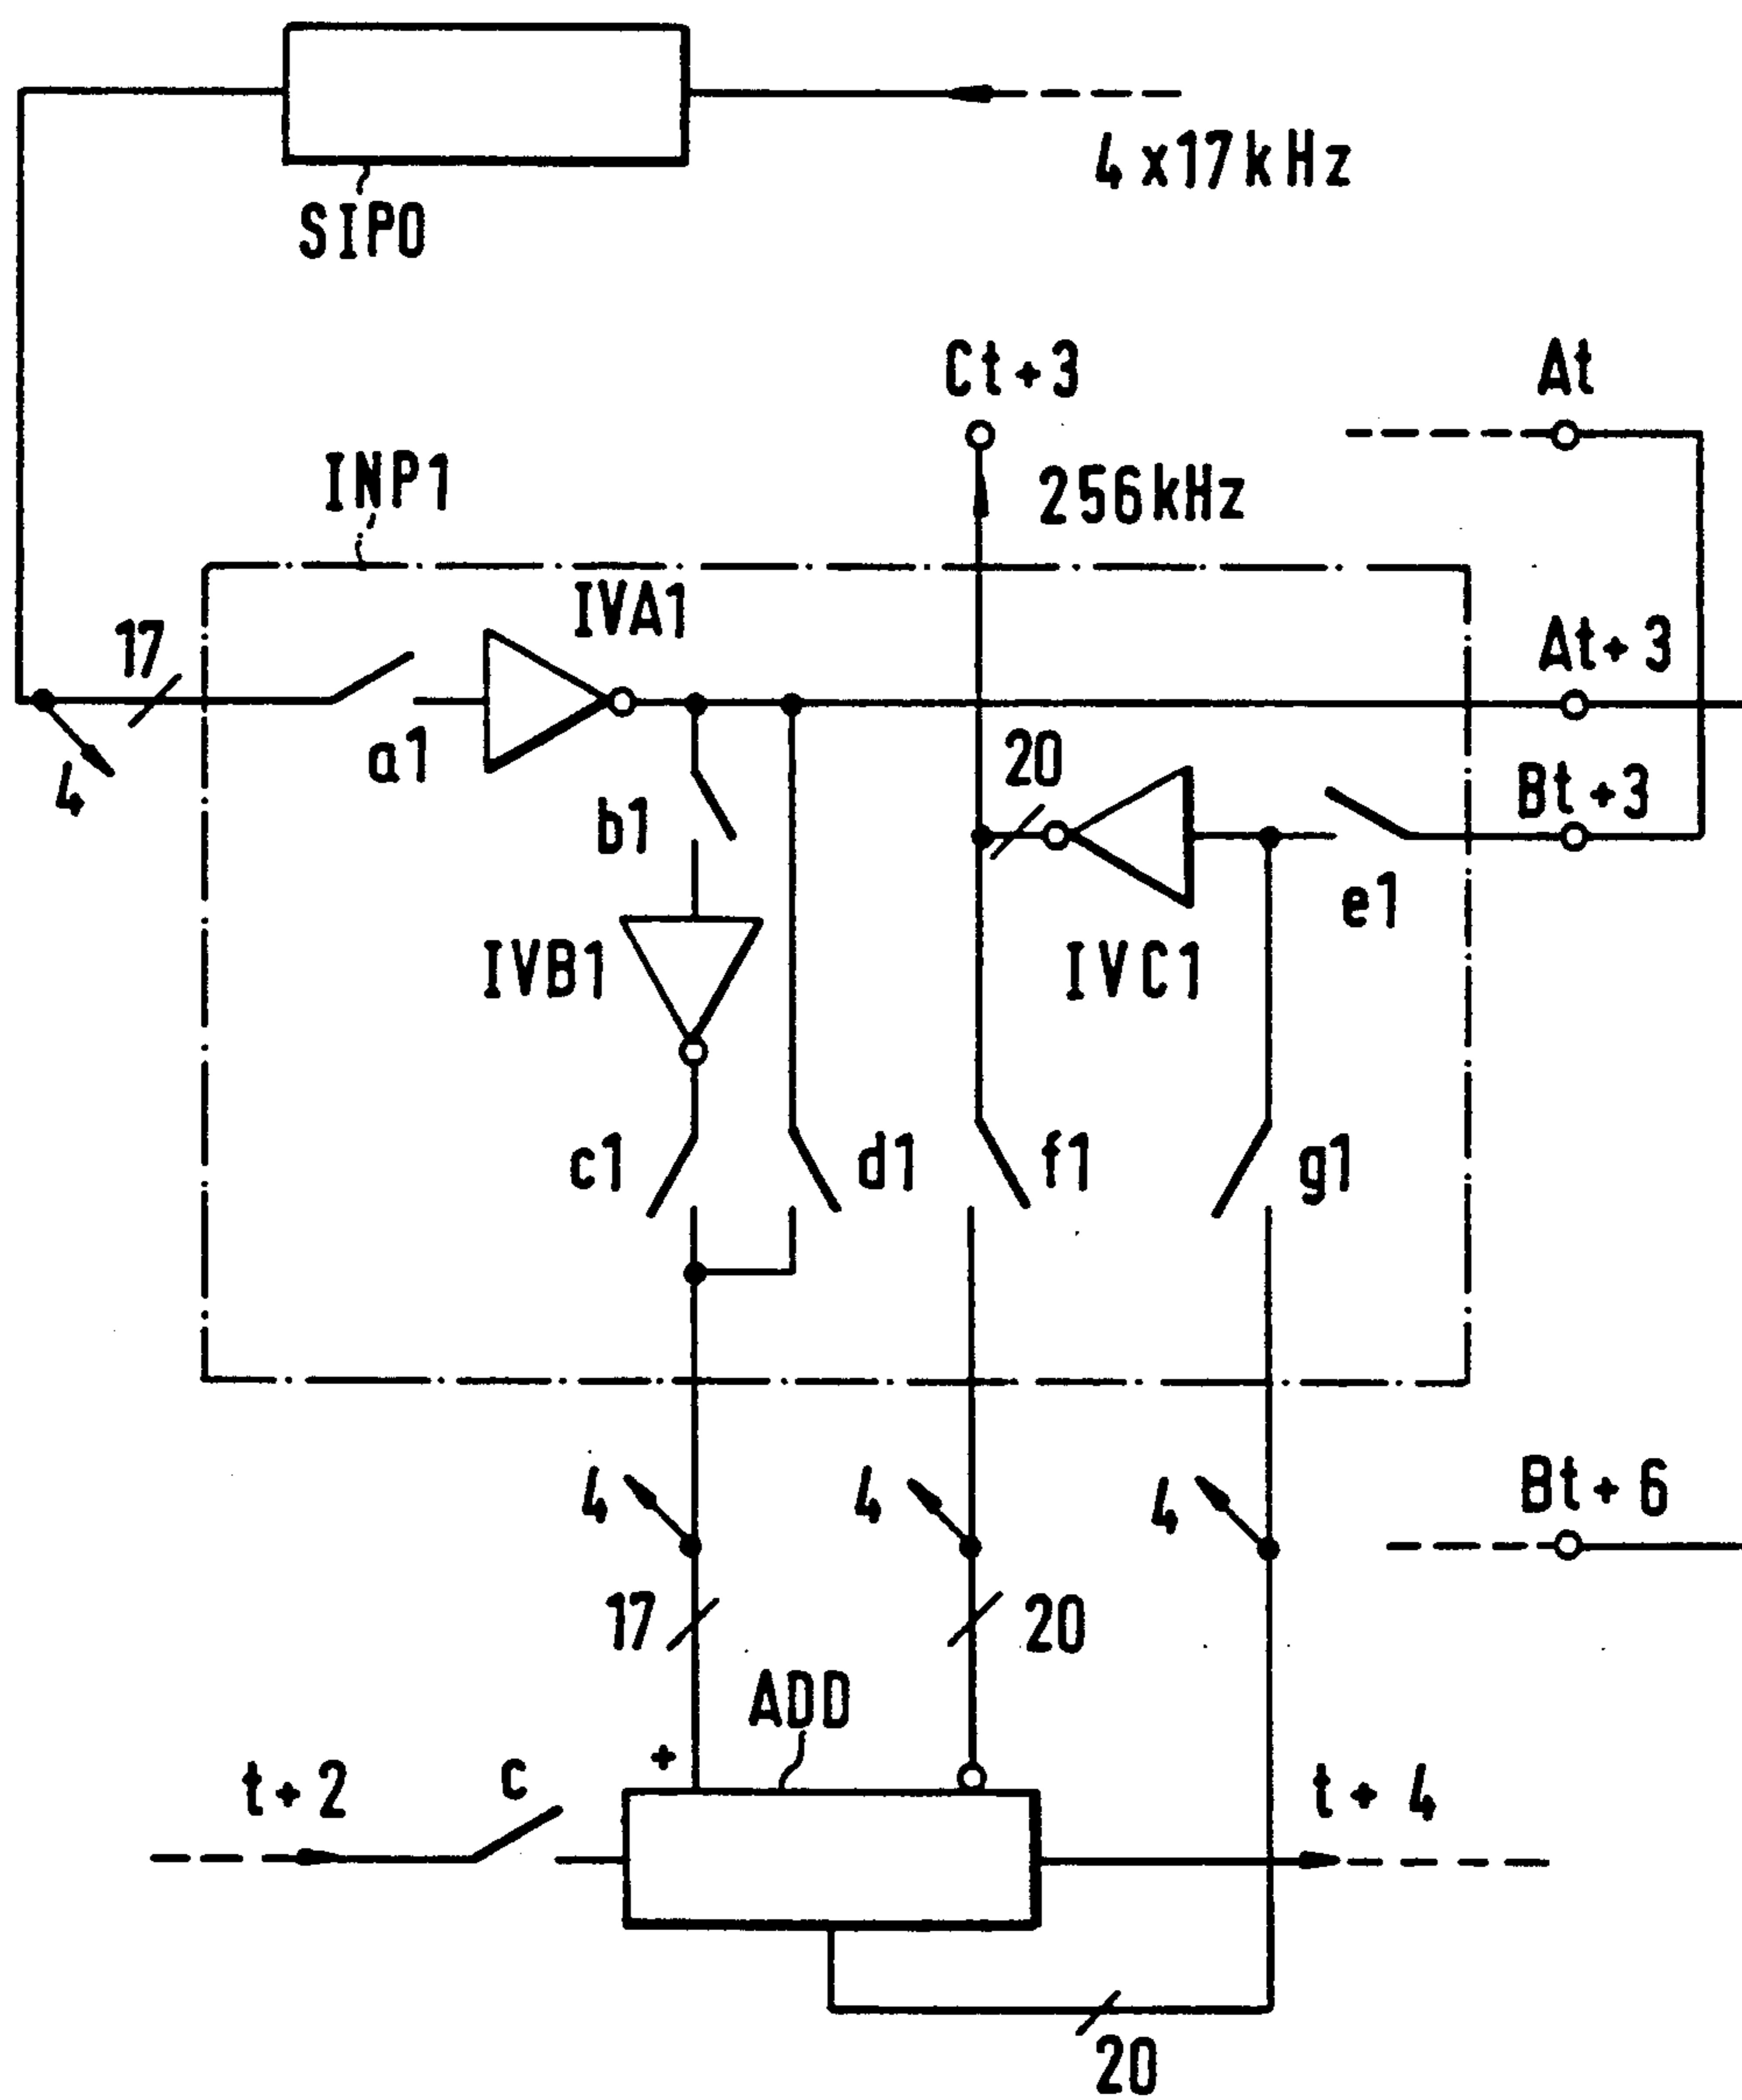 4x17kHz
SIPO
Ct+3
At
INP1
256kHz
IVA1
17
At+3
a1
20
Bt+3
4
b1
e1
IVB1
IVC1
c1
d1
f1
g1
4
4
4
Bt+6
17
20
ADD
+
t+2
c
t+4
20